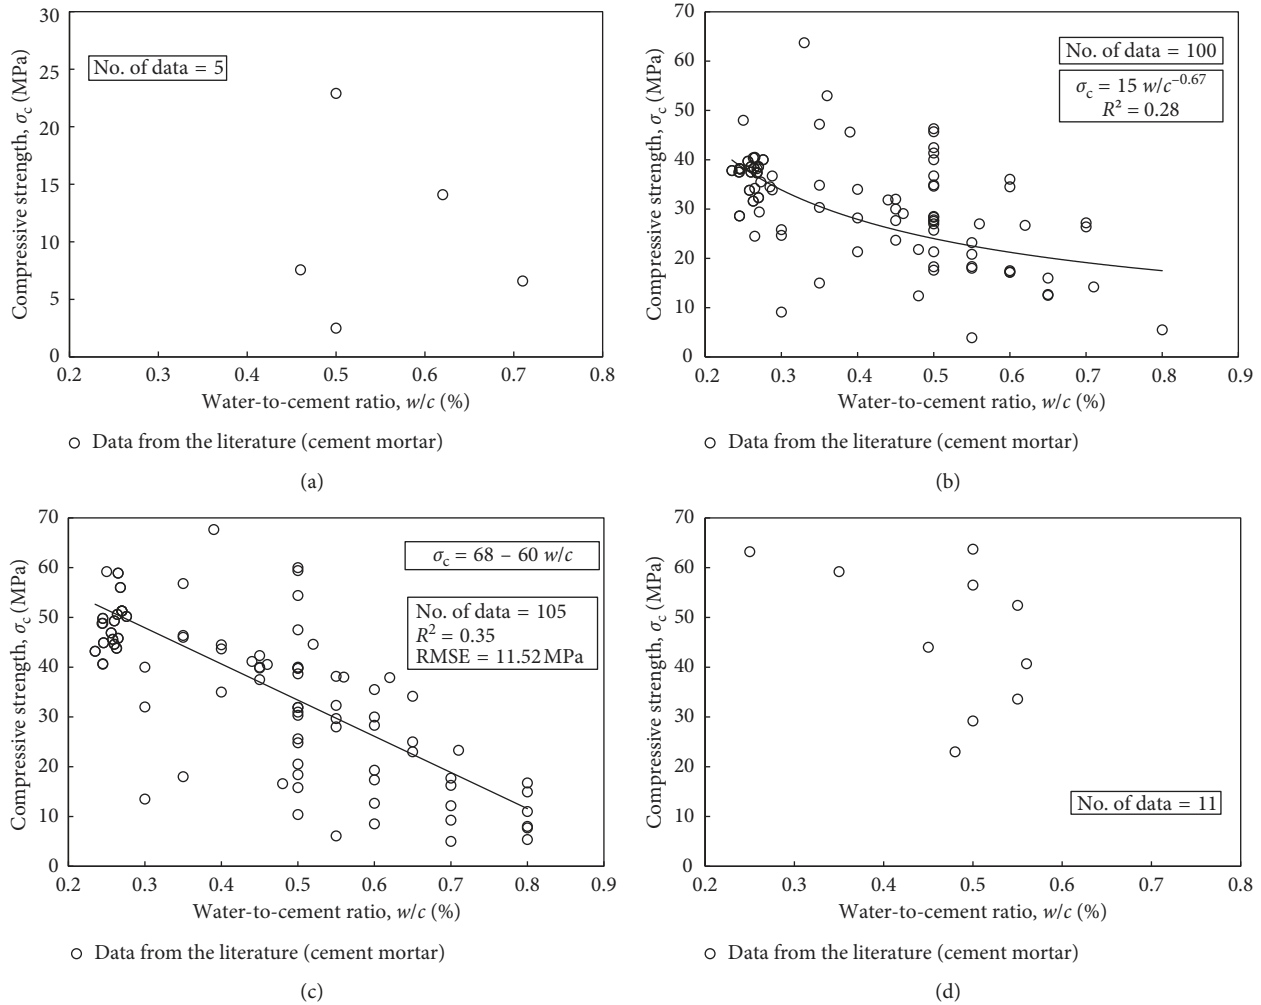 30
25
20
15
10
5
0
Compressive strength, σc (MPa)
No. of data = 5
0.2 0.3 0.4 0.5 0.6 0.7 0.8
Water-to-cement ratio, w/c (%)
Data from the literature (cement mortar)
(a)
70
60
50
40
30
20
10
0
Compressive strength, σc (MPa)
No. of data = 100
σc = 15 w/c^–0.67
R² = 0.28
0.2 0.3 0.4 0.5 0.6 0.7 0.8 0.9
Water-to-cement ratio, w/c (%)
Data from the literature (cement mortar)
(b)
70
60
50
40
30
20
10
0
Compressive strength, σc (MPa)
σc = 68 – 60 w/c
No. of data = 105
R² = 0.35
RMSE = 11.52 MPa
0.2 0.3 0.4 0.5 0.6 0.7 0.8 0.9
Water-to-cement ratio, w/c (%)
Data from the literature (cement mortar)
(c)
70
60
50
40
30
20
10
0
Compressive strength, σc (MPa)
No. of data = 11
0.2 0.3 0.4 0.5 0.6 0.7 0.8
Water-to-cement ratio, w/c (%)
Data from the literature (cement mortar)
(d)